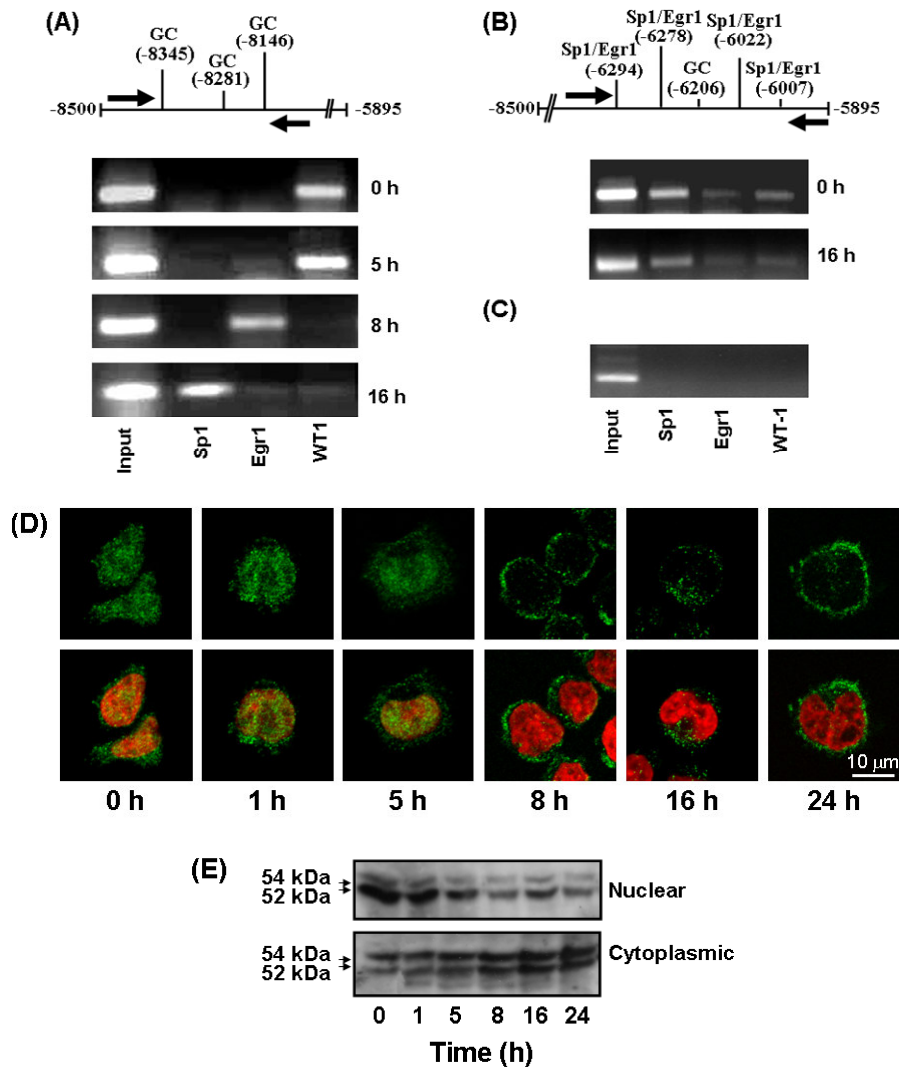 (A)
GC
(-8345)
GC
(-8281)
GC
(-8146)
-8500
-5895
0 h
5 h
8 h
16 h
Input
Sp1
Egr1
WT1
(B)
Sp1/Egr1
(-6294)
Sp1/Egr1
(-6278)
GC
(-6206)
Sp1/Egr1
(-6022)
Sp1/Egr1
(-6007)
-8500
-5895
0 h
16 h
(C)
Input
Sp1
Egr1
WT-1
(D)
10 μm
0 h 1 h 5 h 8 h 16 h 24 h
(E)
54 kDa
52 kDa
Nuclear
54 kDa
52 kDa
Cytoplasmic
0 1 5 8 16 24
Time (h)